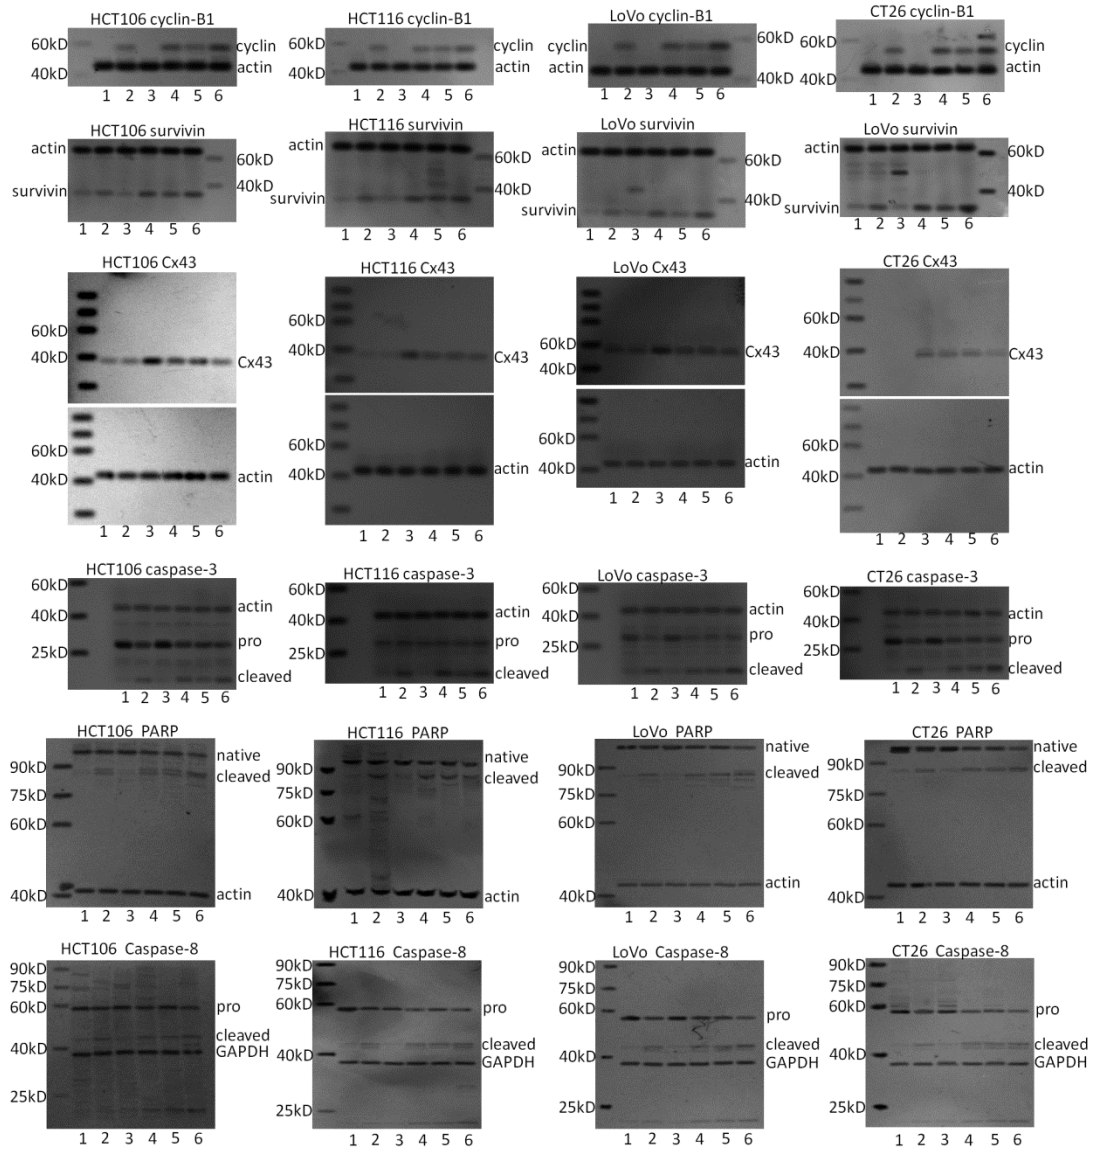 HCT106 cyclin-B1
60kD
cyclin
40kD
actin
1 2 3 4 5 6
HCT116 cyclin-B1
60kD
cyclin
40kD
actin
1 2 3 4 5 6
LoVo cyclin-B1
cyclin
60kD
actin
40kD
1 2 3 4 5 6
CT26 cyclin-B1
60kD
cyclin
40kD
actin
1 2 3 4 5 6
HCT106 survivin
actin
60kD
40kD
survivin
1 2 3 4 5 6
HCT116 survivin
actin
60kD
40kD
survivin
1 2 3 4 5 6
LoVo survivin
actin
60kD
40kD
survivin
1 2 3 4 5 6
LoVo survivin
actin
60kD
40kD
survivin
1 2 3 4 5 6
HCT106 Cx43
60kD
40kD
Cx43
60kD
40kD
actin
1 2 3 4 5 6
HCT116 Cx43
60kD
40kD
Cx43
60kD
40kD
actin
1 2 3 4 5 6
LoVo Cx43
60kD
Cx43
40kD
60kD
40kD
actin
1 2 3 4 5 6
CT26 Cx43
60kD
40kD
Cx43
60kD
40kD
actin
1 2 3 4 5 6
HCT106 caspase-3
60kD
actin
40kD
pro
25kD
cleaved
1 2 3 4 5 6
HCT116 caspase-3
60kD
40kD
actin
pro
25kD
cleaved
1 2 3 4 5 6
LoVo caspase-3
60kD
actin
40kD
pro
25kD
cleaved
1 2 3 4 5 6
CT26 caspase-3
60kD
40kD
actin
pro
25kD
cleaved
1 2 3 4 5 6
HCT106 PARP
native
90kD
cleaved
75kD
60kD
40kD
actin
1 2 3 4 5 6
HCT116 PARP
native
90kD
cleaved
75kD
60kD
40kD
actin
1 2 3 4 5 6
LoVo PARP
native
90kD
cleaved
75kD
60kD
actin
40kD
1 2 3 4 5 6
CT26 PARP
native
90kD
cleaved
75kD
60kD
actin
40kD
1 2 3 4 5 6
HCT106 Caspase-8
90kD
75kD
60kD
pro
cleaved
40kD
GAPDH
25kD
1 2 3 4 5 6
HCT116 Caspase-8
90kD
75kD
60kD
pro
cleaved
40kD
GAPDH
25kD
1 2 3 4 5 6
LoVo Caspase-8
90kD
75kD
60kD
pro
cleaved
40kD
GAPDH
25kD
1 2 3 4 5 6
CT26 Caspase-8
90kD
75kD
60kD
pro
cleaved
40kD
GAPDH
25kD
1 2 3 4 5 6